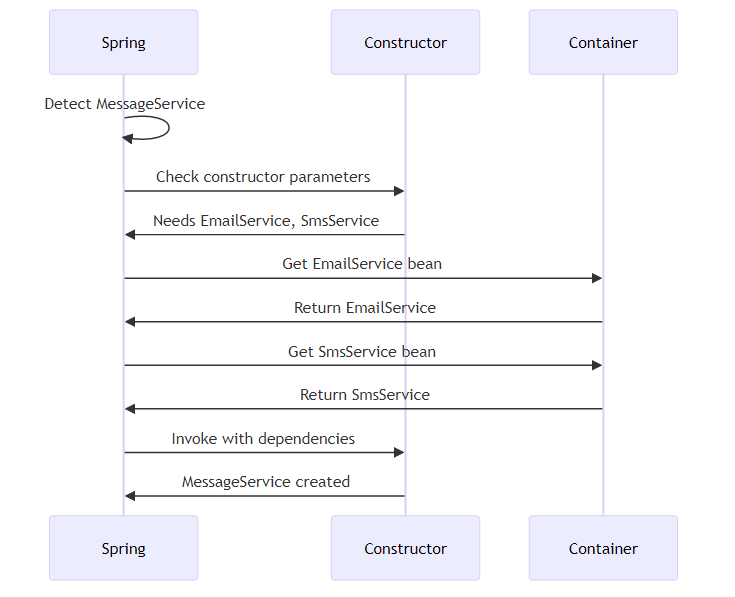 Spring
Constructor
Container
Detect MessageService
Check constructor parameters
Needs EmailService, SmsService
Get EmailService bean
Return EmailService
Get SmsService bean
Return SmsService
Invoke with dependencies
MessageService created
Spring
Constructor
Container